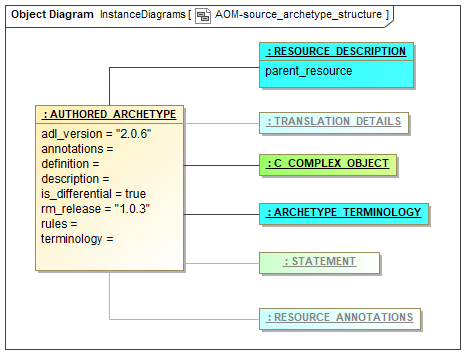 Object Diagram InstanceDiagrams [ AOM-source_archetype_structure ]
: RESOURCE_DESCRIPTION
parent_resource
: AUTHORED_ARCHETYPE
adl_version = "2.0.6"
annotations =
definition =
description =
is_differential = true
rm_release = "1.0.3"
rules =
terminology =
: TRANSLATION_DETAILS
: C_COMPLEX_OBJECT
: ARCHETYPE_TERMINOLOGY
: STATEMENT
: RESOURCE_ANNOTATIONS